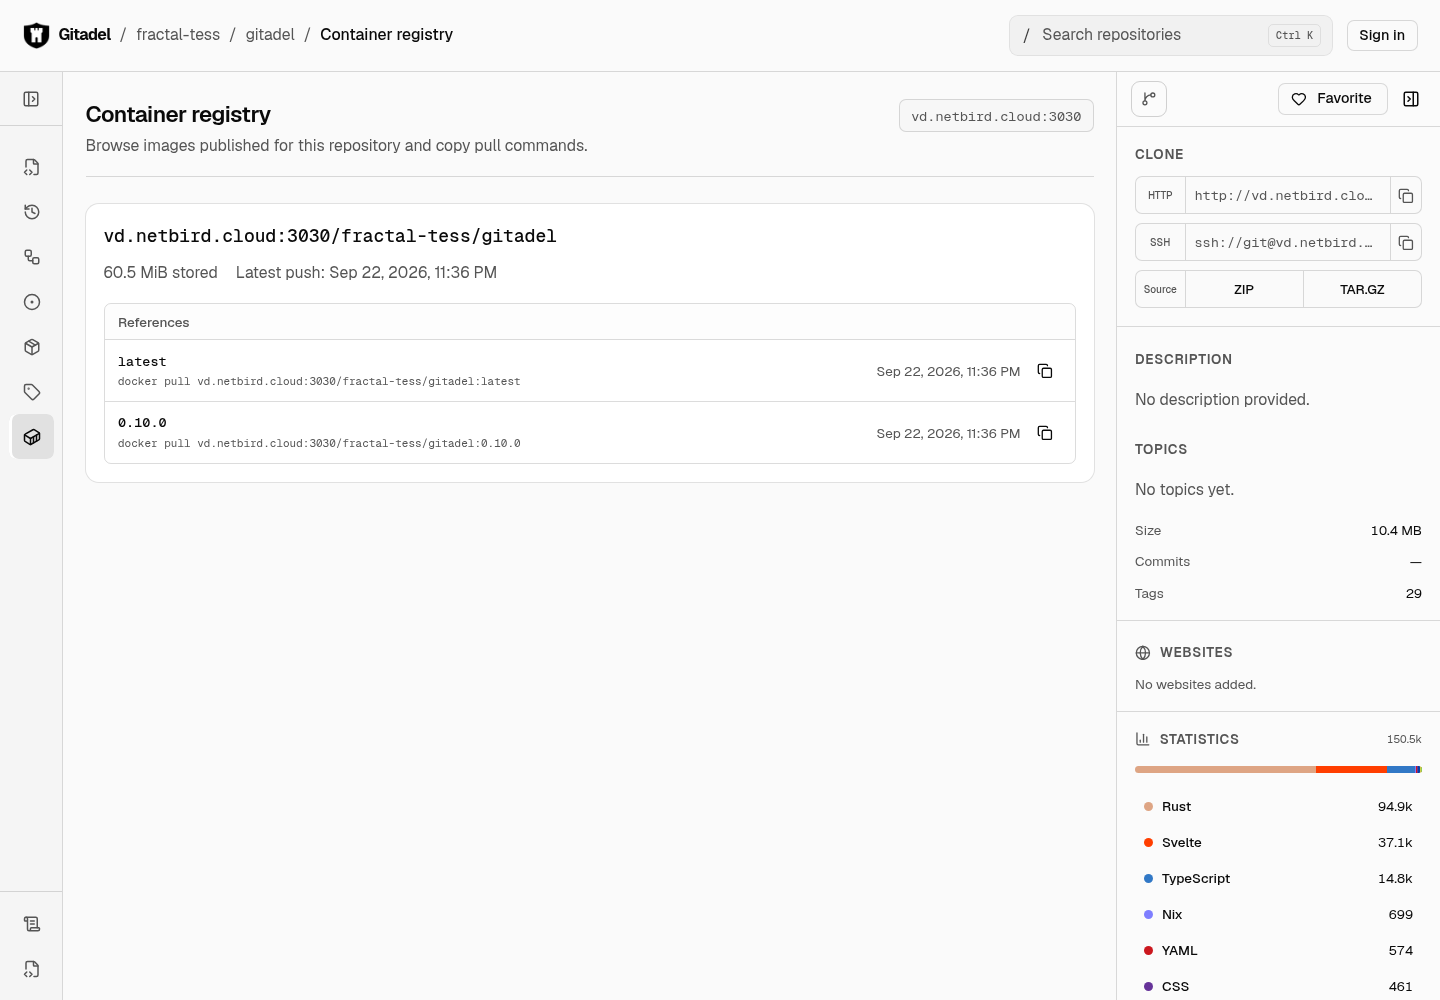 Gitadel / fractal-tess / gitadel / Container registry
/ Search repositories Ctrl K
Sign in
Container registry
Browse images published for this repository and copy pull commands.
vd.netbird.cloud:3030
vd.netbird.cloud:3030/fractal-tess/gitadel
60.5 MiB stored Latest push: Sep 22, 2026, 11:36 PM
References
latest
docker pull vd.netbird.cloud:3030/fractal-tess/gitadel:latest
Sep 22, 2026, 11:36 PM
0.10.0
docker pull vd.netbird.cloud:3030/fractal-tess/gitadel:0.10.0
Sep 22, 2026, 11:36 PM
Favorite
CLONE
HTTP http://vd.netbird.clo…
SSH ssh://git@vd.netbird.…
Source ZIP TAR.GZ
DESCRIPTION
No description provided.
TOPICS
No topics yet.
Size 10.4 MB
Commits —
Tags 29
WEBSITES
No websites added.
STATISTICS 150.5k
Rust 94.9k
Svelte 37.1k
TypeScript 14.8k
Nix 699
YAML 574
CSS 461